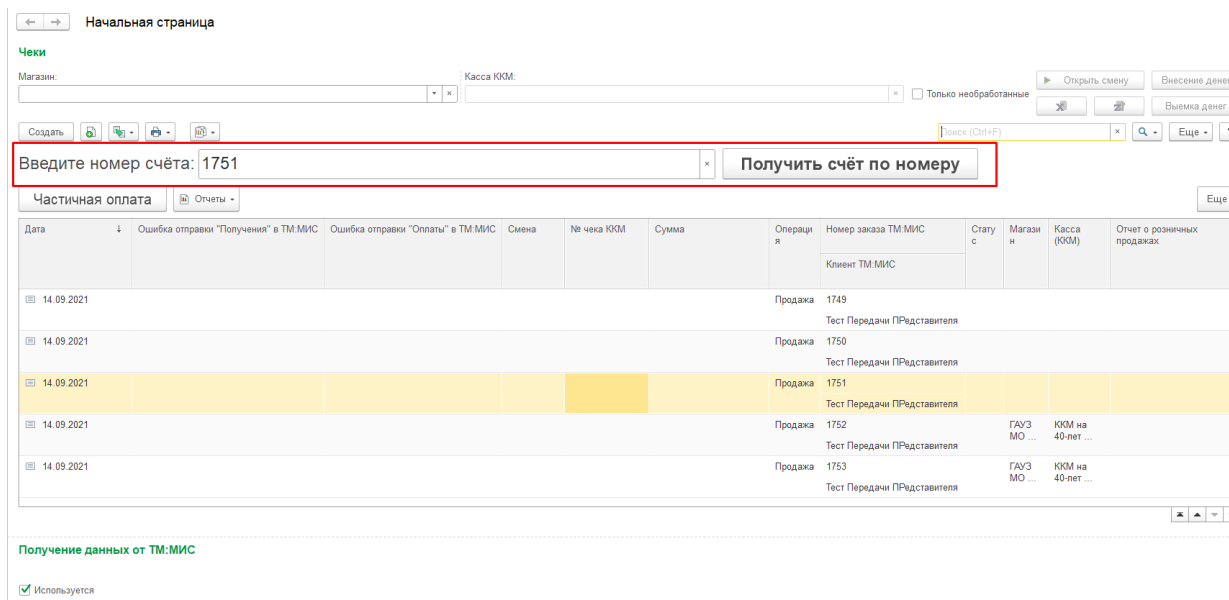 Начальная страница
Чеки
Магазин: Касса ККМ:
Только необработанные Открыть смену Внесение денег
Выемка денег
Создать Поиск (Ctrl+F) Еще
Введите номер счёта: 1751 Получить счёт по номеру
Частичная оплата Отчеты Еще
Дата Ошибка отправки "Получения" в ТМ:МИС Ошибка отправки "Оплаты" в ТМ:МИС Смена № чека ККМ Сумма Операци Номер заказа ТМ:МИС Стату Магази Касса Отчет о розничных
я с н (ККМ) продажах
Клиент ТМ:МИС
14.09.2021 Продажа 1749
Тест Передачи ПРедставителя
14.09.2021 Продажа 1750
Тест Передачи ПРедставителя
14.09.2021 Продажа 1751
Тест Передачи ПРедставителя
14.09.2021 Продажа 1752 ГАУЗ ККМ на
МО ... 40-лет ...
Тест Передачи ПРедставителя
14.09.2021 Продажа 1753 ГАУЗ ККМ на
МО ... 40-лет ...
Тест Передачи ПРедставителя
Получение данных от ТМ:МИС
Используется